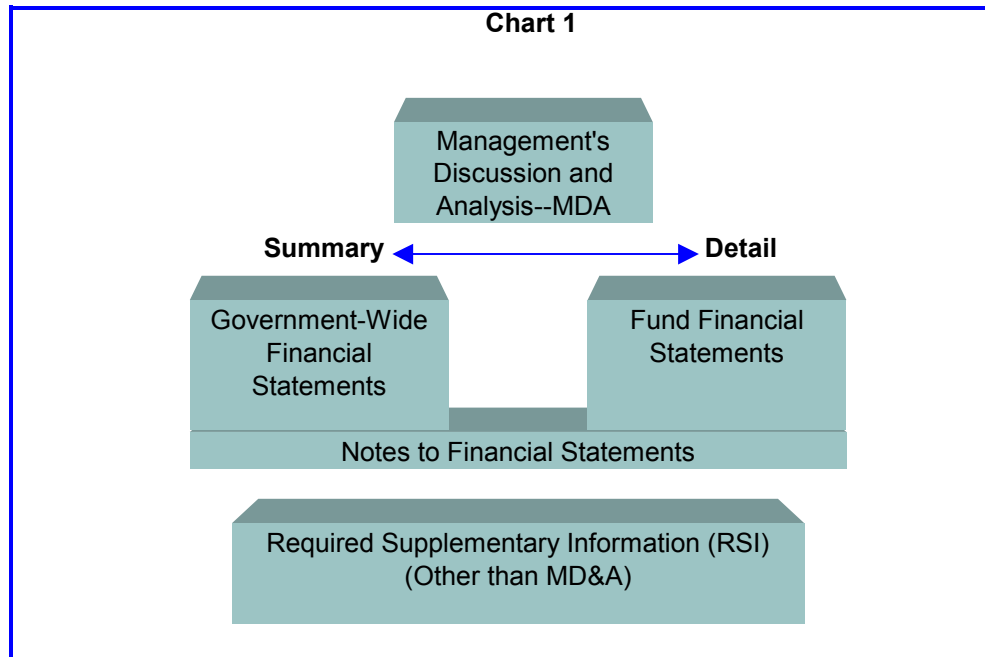 Chart 1
Management's
Discussion and
Analysis--MDA
Summary
Detail
Government-Wide
Financial
Statements
Fund Financial
Statements
Notes to Financial Statements
Required Supplementary Information (RSI)
(Other than MD&A)